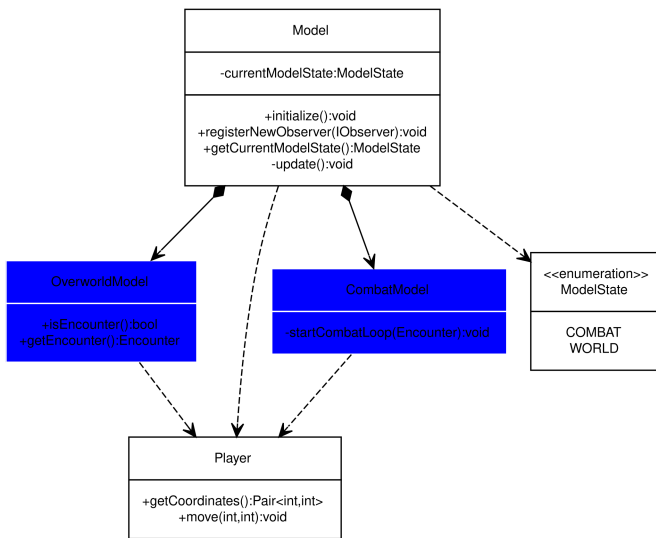 Model
-currentModelState:ModelState
+initialize():void
+registerNewObserver(IObserver):void
+getCurrentModelState():ModelState
-update():void
OverworldModel
+isEncounter():bool
+getEncounter():Encounter
CombatModel
-startCombatLoop(Encounter):void
<<enumeration>>
ModelState
COMBAT
WORLD
Player
+getCoordinates():Pair<int,int>
+move(int,int):void